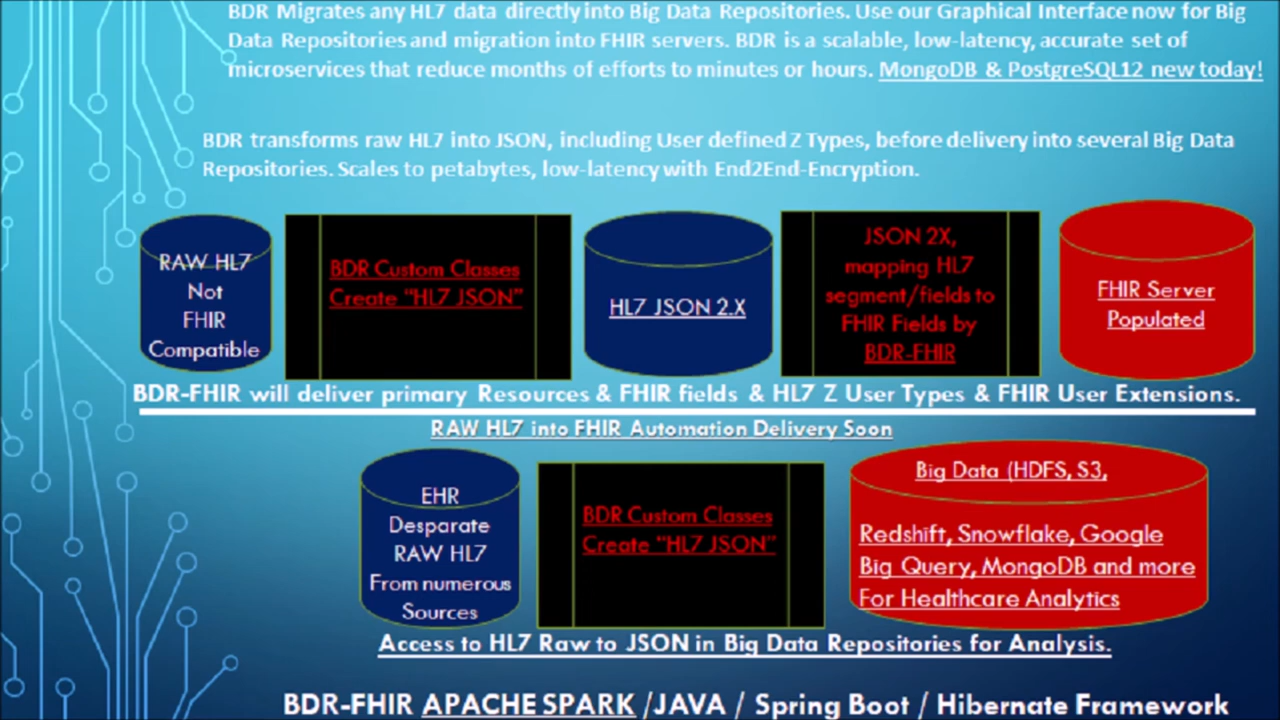 BDR Migrates any HL7 data directly into Big Data Repositories. Use our Graphical Interface now for Big
Data Repositories and migration into FHIR servers. BDR is a scalable, low-latency, accurate set of
microservices that reduce months of efforts to minutes or hours. MongoDB & PostgreSQL12 new today!
BDR transforms raw HL7 into JSON, including User defined Z Types, before delivery into several Big Data
Repositories. Scales to petabytes, low-latency with End2End-Encryption.
RAW HL7
Not
FHIR
Compatible
BDR Custom Classes
Create “HL7 JSON”
HL7 JSON 2.X
JSON 2X,
mapping HL7
segment/fields to
FHIR Fields by
BDR-FHIR
FHIR Server
Populated
BDR-FHIR will deliver primary Resources & FHIR fields & HL7 Z User Types & FHIR User Extensions.
RAW HL7 into FHIR Automation Delivery Soon
EHR
Desparate
RAW HL7
From numerous
Sources
BDR Custom Classes
Create “HL7 JSON”
Big Data (HDFS, S3,
Redshift, Snowflake, Google
Big Query, MongoDB and more
For Healthcare Analytics
Access to HL7 Raw to JSON in Big Data Repositories for Analysis.
BDR-FHIR APACHE SPARK /JAVA / Spring Boot / Hibernate Framework